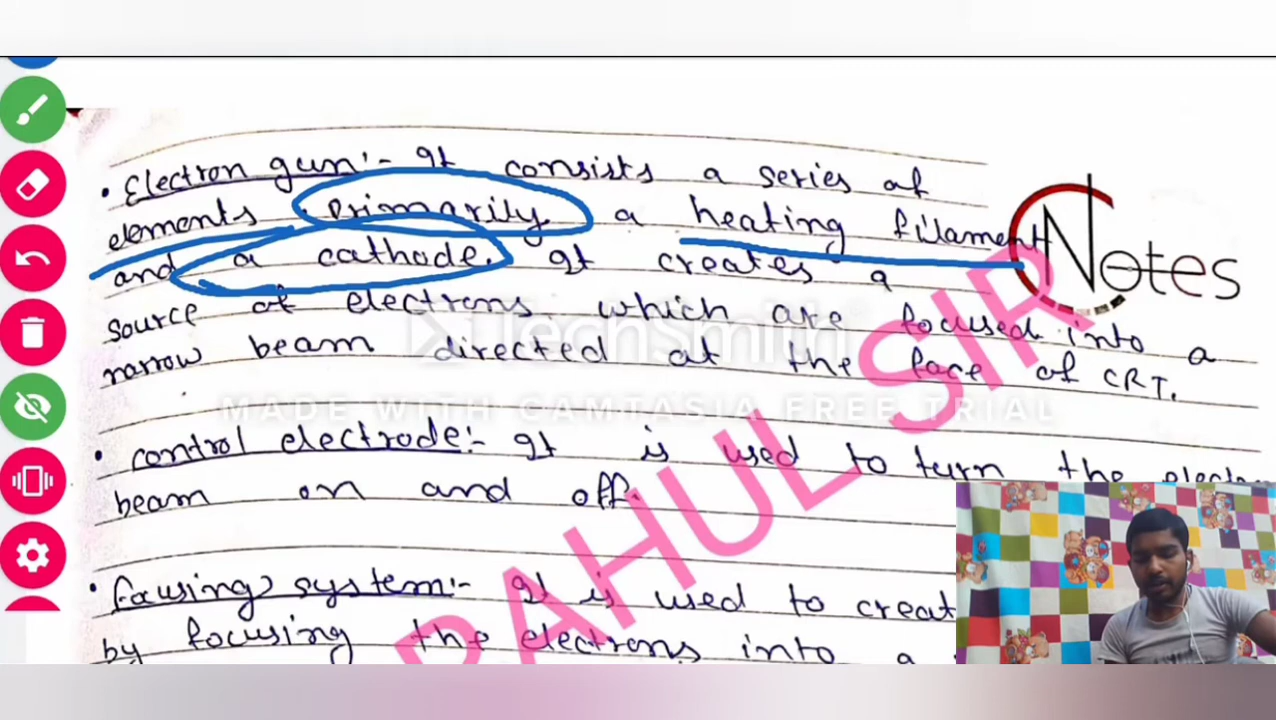 • Electron gun:- It consists a series of
elements primarily a heating filament
and a cathode. It creates a
source of electrons which are focused into a
narrow beam directed at the face of CRT.
• control electrode:- It is used to turn the electr
beam on and off.
• focusing system:- It is used to creat
by focusing the electrons into a
Notes
TechSmith
MADE WITH CAMTASIA FREE TRIAL
RAHUL SIR